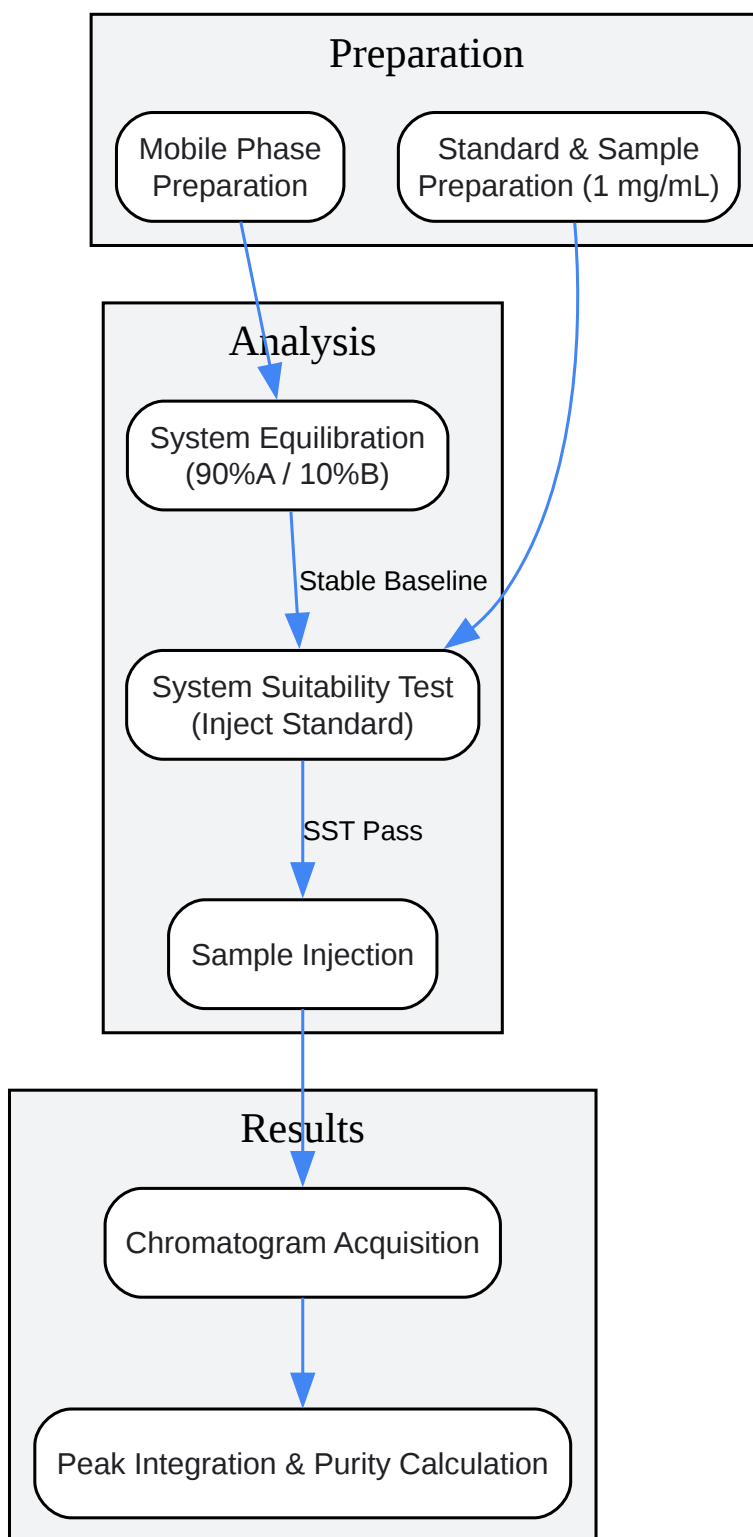 Preparation
Mobile Phase
Preparation
Standard & Sample
Preparation (1 mg/mL)
Analysis
System Equilibration
(90%A / 10%B)
Stable Baseline
System Suitability Test
(Inject Standard)
SST Pass
Sample Injection
Results
Chromatogram Acquisition
Peak Integration & Purity Calculation